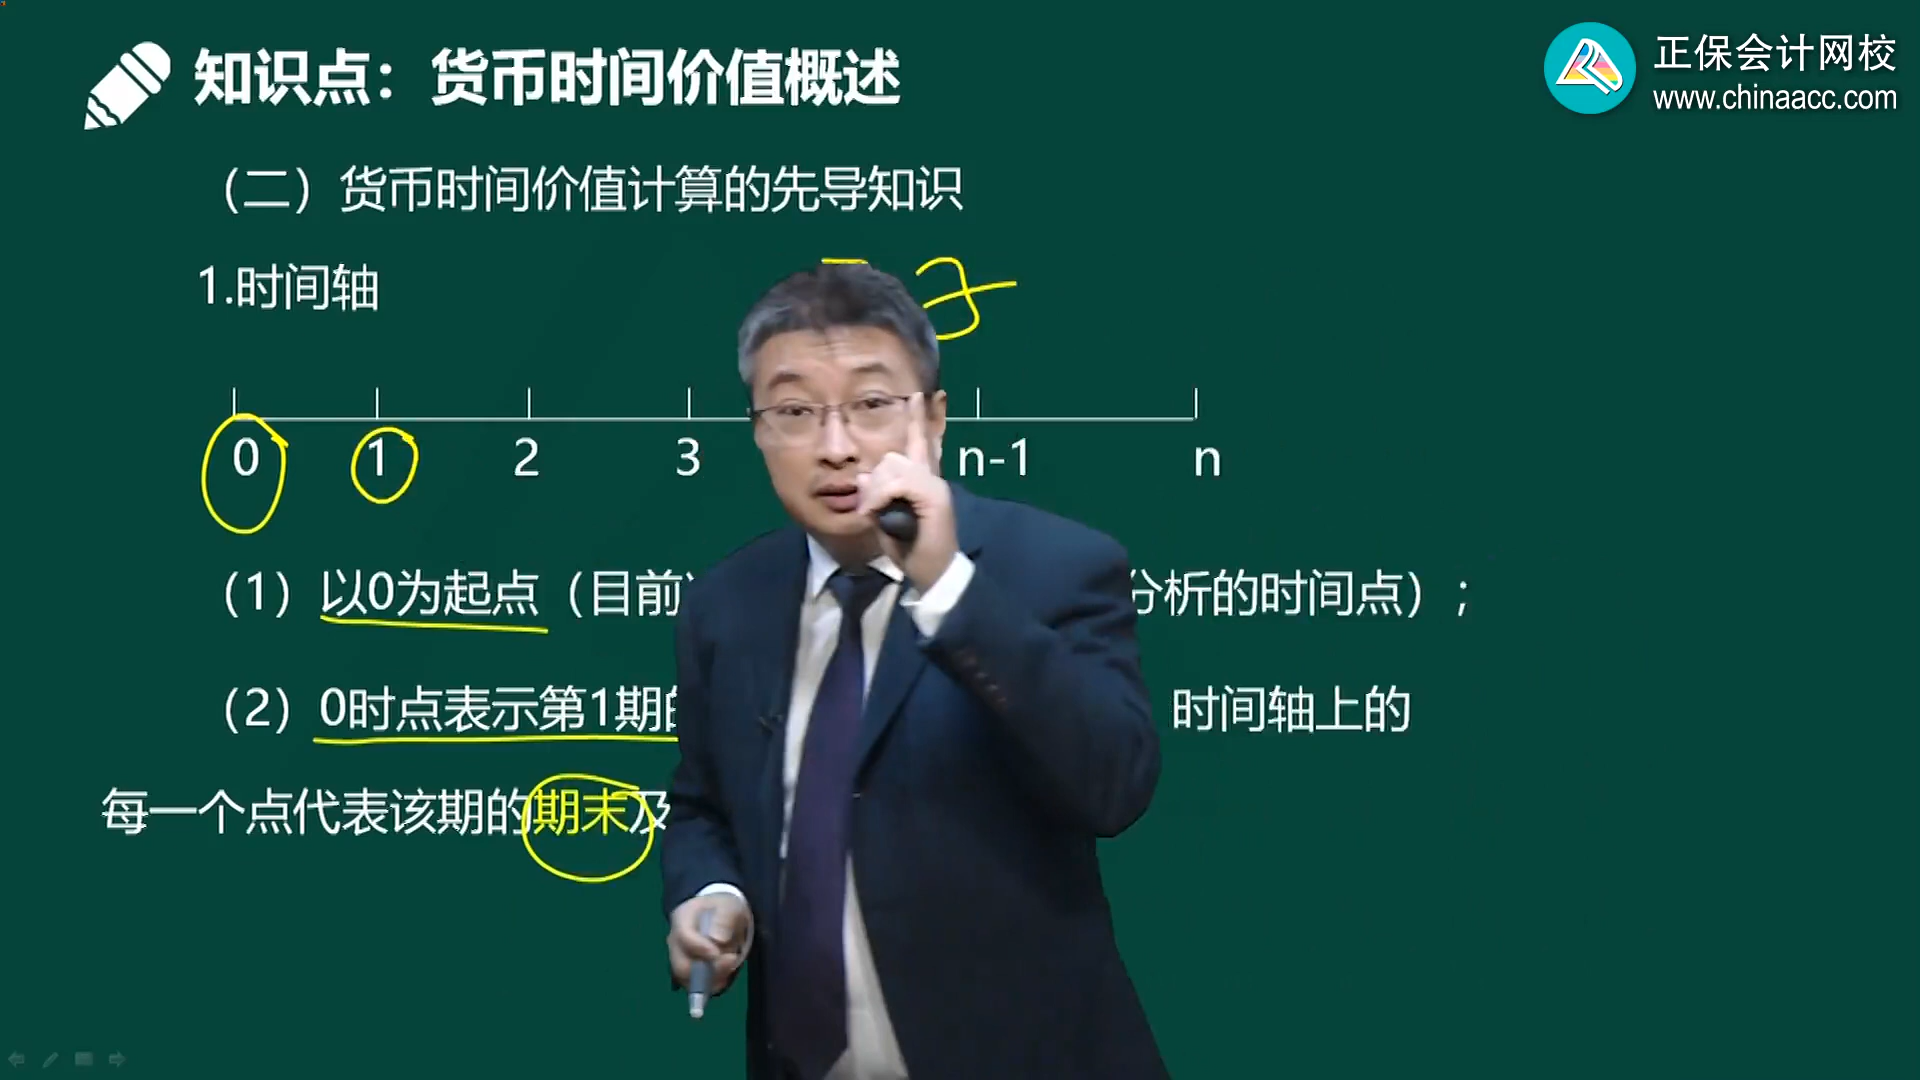 知识点：货币时间价值概述
正保会计网校
www.chinaacc.com
（二）货币时间价值计算的先导知识
1.时间轴
0 1 2 3 n-1 n
（1）以0为起点（目前 分析的时间点）；
（2）0时点表示第1期的 时间轴上的
每一个点代表该期的期末及